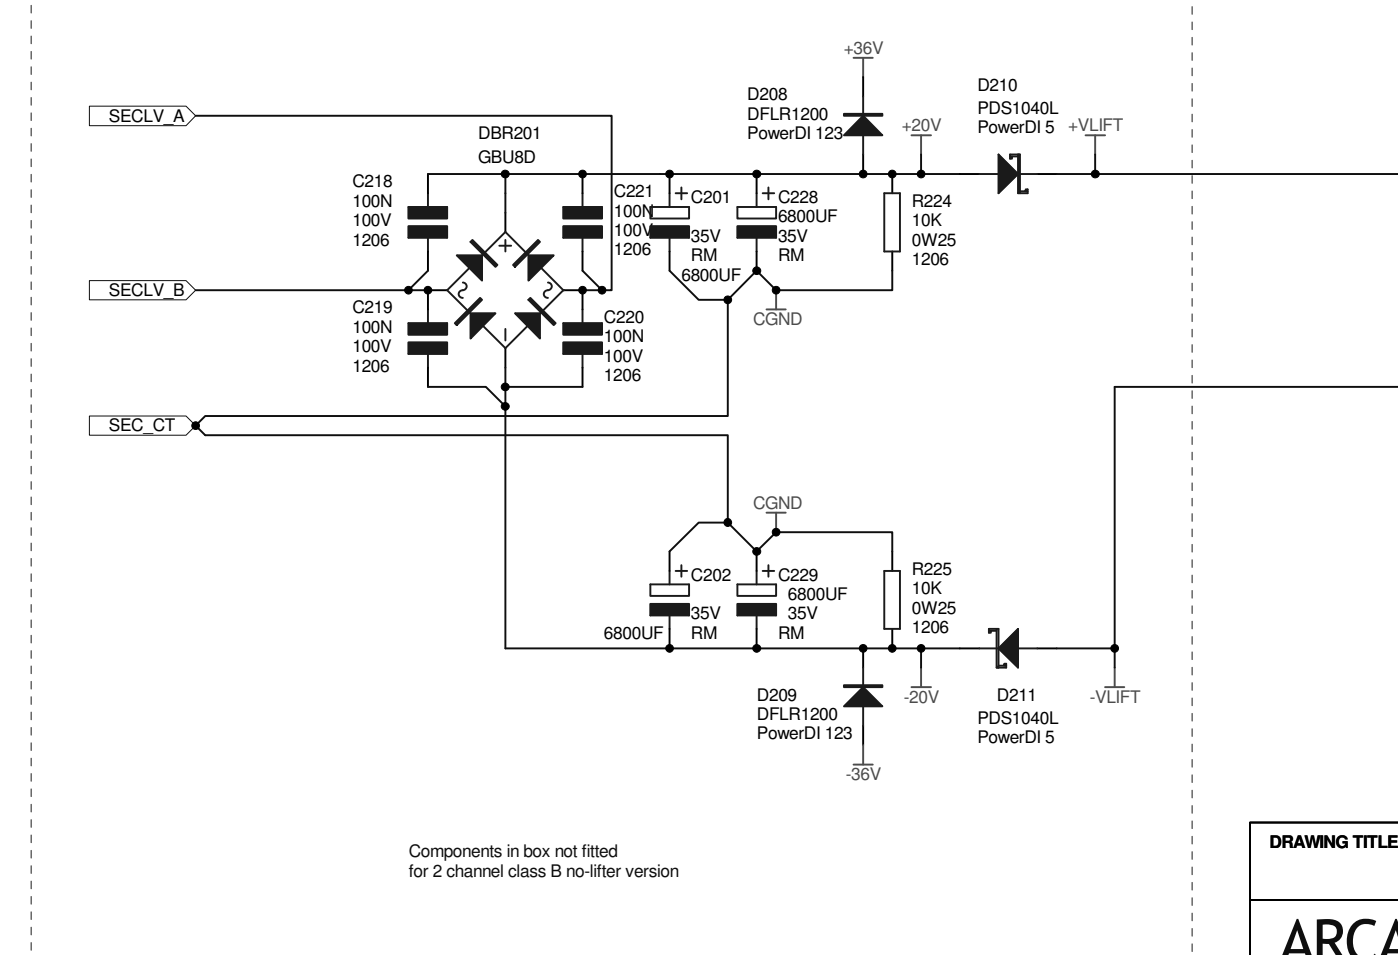 +36V
D208
DFLR1200
PowerDI 123
D210
PDS1040L
PowerDI 5
+20V
+VLIFT
SECLV_A
DBR201
GBU8D
C218
100N
100V
1206
C221
100N
100V
1206
+
C201
35V
RM
6800UF
+
C228
6800UF
35V
RM
R224
10K
0W25
1206
+
SECLV_B
C219
100N
100V
1206
C220
100N
100V
1206
CGND
SEC_CT
CGND
+
C202
35V
RM
6800UF
+
C229
6800UF
35V
RM
R225
10K
0W25
1206
D209
DFLR1200
PowerDI 123
-20V
D211
PDS1040L
PowerDI 5
-VLIFT
-36V
Components in box not fitted
for 2 channel class B no-lifter version
DRAWING TITLE
ARCA